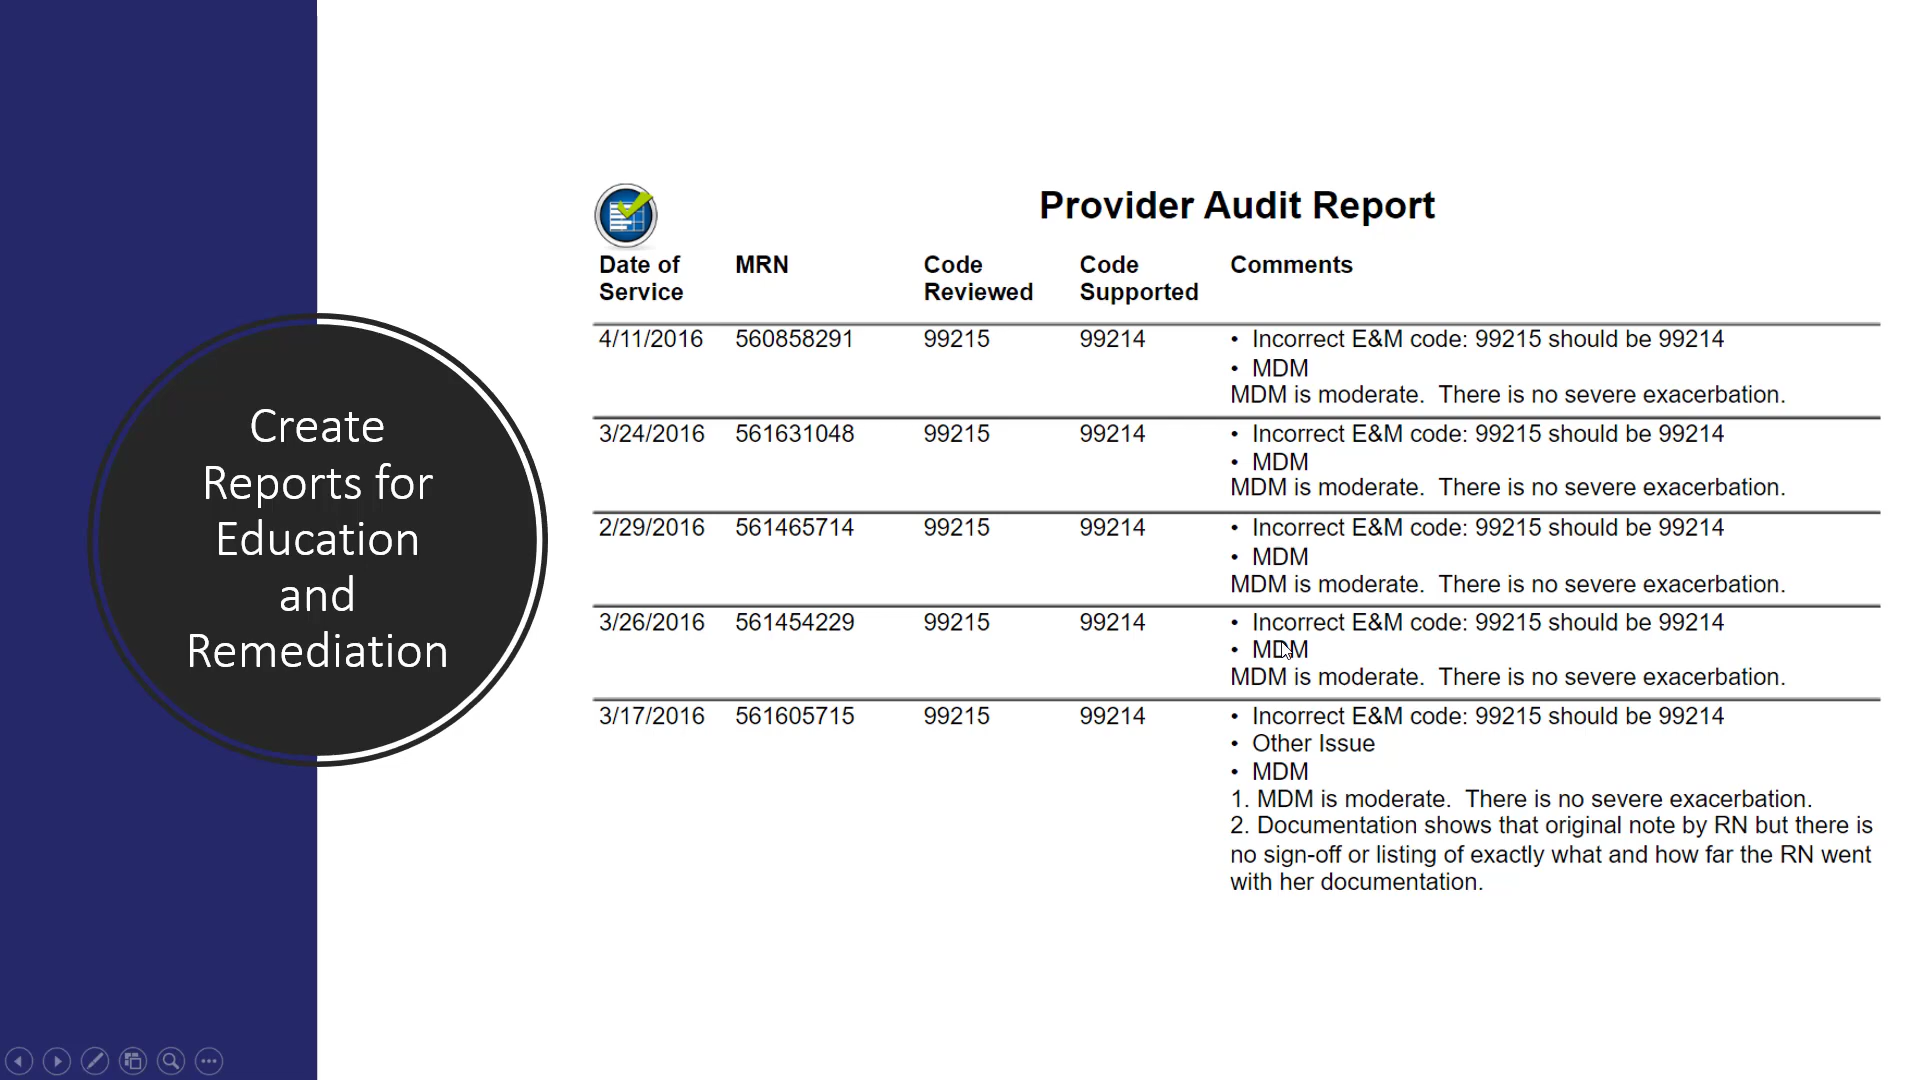 Create
Reports for
Education
and
Remediation
Provider Audit Report
Date of Service MRN Code Reviewed Code Supported Comments
4/11/2016 560858291 99215 99214 • Incorrect E&M code: 99215 should be 99214
• MDM
MDM is moderate. There is no severe exacerbation.
3/24/2016 561631048 99215 99214 • Incorrect E&M code: 99215 should be 99214
• MDM
MDM is moderate. There is no severe exacerbation.
2/29/2016 561465714 99215 99214 • Incorrect E&M code: 99215 should be 99214
• MDM
MDM is moderate. There is no severe exacerbation.
3/26/2016 561454229 99215 99214 • Incorrect E&M code: 99215 should be 99214
• MDM
MDM is moderate. There is no severe exacerbation.
3/17/2016 561605715 99215 99214 • Incorrect E&M code: 99215 should be 99214
• Other Issue
• MDM
1. MDM is moderate. There is no severe exacerbation.
2. Documentation shows that original note by RN but there is
no sign-off or listing of exactly what and how far the RN went
with her documentation.